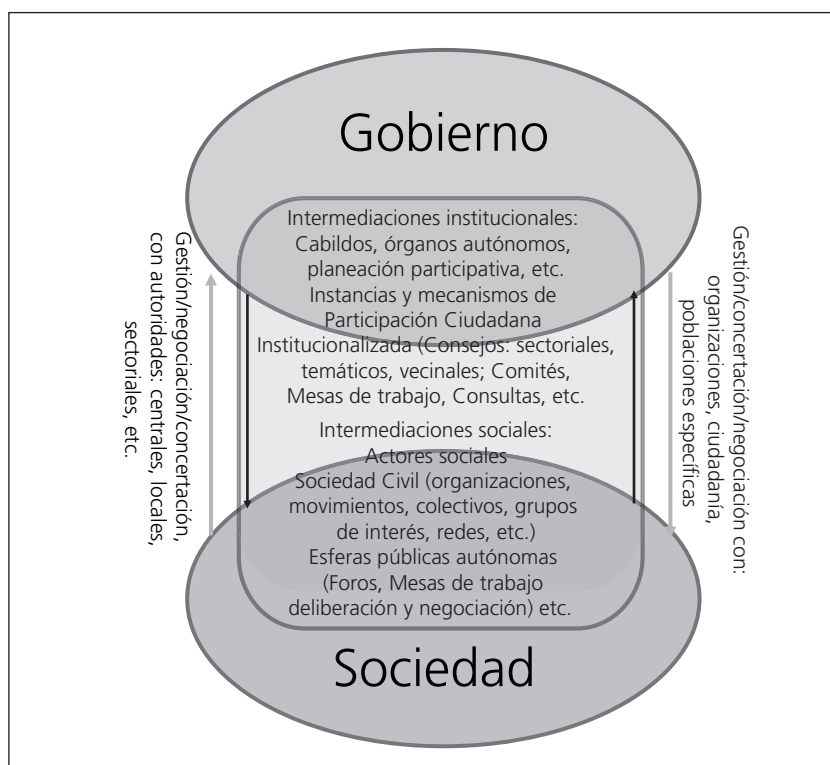 Gobierno
Intermediaciones institucionales:
Cabildos, órganos autónomos,
planeación participativa, etc.
Instancias y mecanismos de
Participación Ciudadana
Institucionalizada (Consejos: sectoriales,
temáticos, vecinales; Comités,
Mesas de trabajo, Consultas, etc.
Intermediaciones sociales:
Actores sociales
Sociedad Civil (organizaciones,
movimientos, colectivos, grupos
de interés, redes, etc.)
Esferas públicas autónomas
(Foros, Mesas de trabajo
deliberación y negociación) etc.
Sociedad
Gestión/negociación/concertación,
con autoridades: centrales, locales,
sectoriales, etc.
Gestión/concertación/negociación con:
organizaciones, ciudadanía,
poblaciones específicas